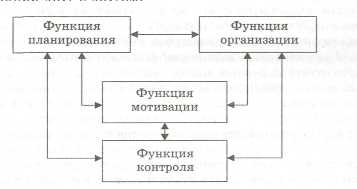 Функция
планирования
Функция
организации
Функция
мотивации
Функция
контроля